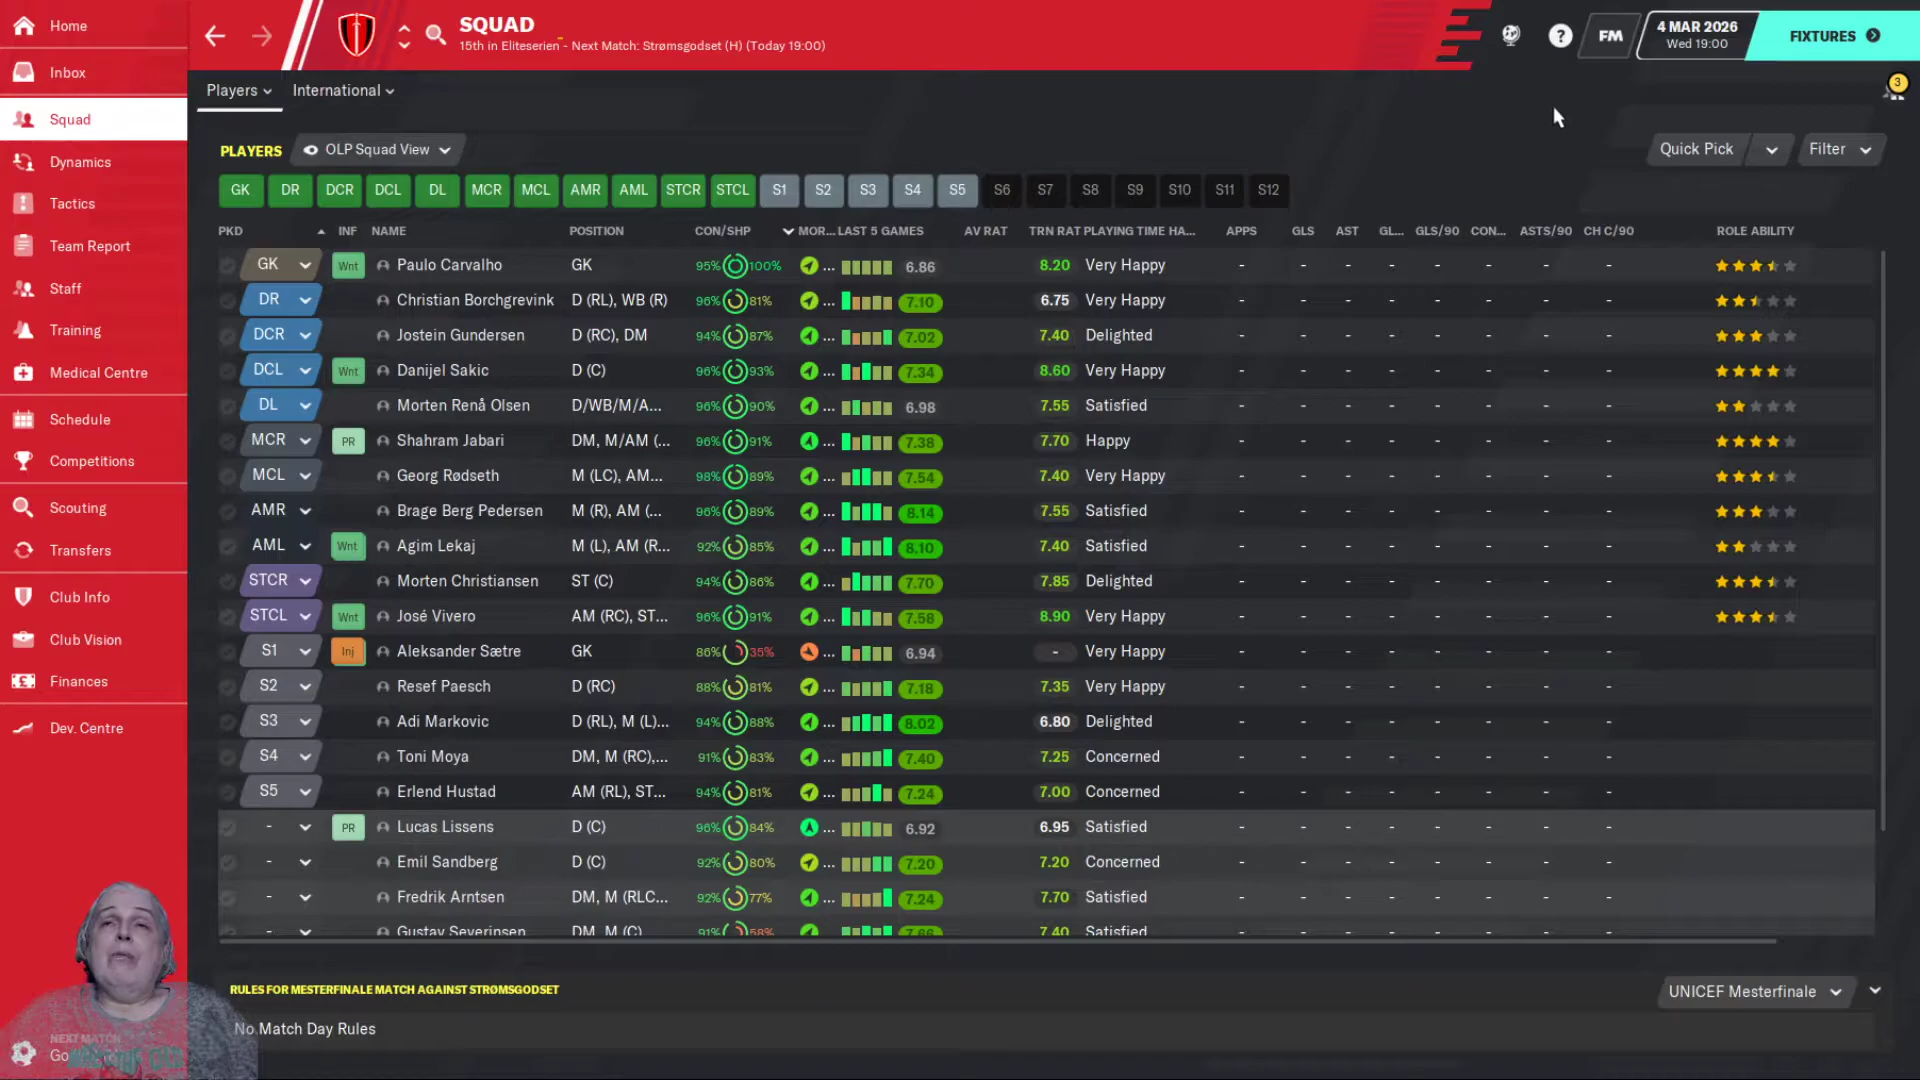 Home
Inbox
Squad
Dynamics
Tactics
Team Report
Staff
Training
Medical Centre
Schedule
Competitions
Scouting
Transfers
Club Info
Club Vision
Finances
Dev. Centre
NEXT MATCH
SQUAD
15th in Eliteserien - Next Match: Strømsgodset (H) (Today 19:00)
FM
4 MAR 2026
Wed 19:00
FIXTURES
3
Players International
PLAYERS OLP Squad View Quick Pick Filter
GK DR DCR DCL DL MCR MCL AMR AML STCR STCL S1 S2 S3 S4 S5 S6 S7 S8 S9 S10 S11 S12
PKD INF NAME POSITION CON/SHP MOR... LAST 5 GAMES AV RAT TRN RAT PLAYING TIME HA... APPS GLS AST GL... GLS/90 CON... ASTS/90 CH C/90 ROLE ABILITY
GK Wnt Paulo Carvalho GK 95% 100% ... 6.86 8.20 Very Happy - - - - - - - -
DR Christian Borchgrevink D (RL), WB (R) 96% 81% ... 7.10 6.75 Very Happy - - - - - - - -
DCR Jostein Gundersen D (RC), DM 94% 87% ... 7.02 7.40 Delighted - - - - - - - -
DCL Wnt Danijel Sakic D (C) 96% 93% ... 7.34 8.60 Very Happy - - - - - - - -
DL Morten Renå Olsen D/WB/M/A... 96% 90% ... 6.98 7.55 Satisfied - - - - - - - -
MCR PR Shahram Jabari DM, M/AM (... 96% 91% ... 7.38 7.70 Happy - - - - - - - -
MCL Georg Rødseth M (LC), AM... 98% 89% ... 7.54 7.40 Very Happy - - - - - - - -
AMR Brage Berg Pedersen M (R), AM (... 96% 89% ... 8.14 7.55 Satisfied - - - - - - - -
AML Wnt Agim Lekaj M (L), AM (R... 92% 85% ... 8.10 7.40 Satisfied - - - - - - - -
STCR Morten Christiansen ST (C) 94% 86% ... 7.70 7.85 Delighted - - - - - - - -
STCL Wnt José Vivero AM (RC), ST... 96% 91% ... 7.58 8.90 Very Happy - - - - - - - -
S1 Inj Aleksander Sætre GK 86% 35% ... 6.94 - Very Happy - - - - - - - -
S2 Resef Paesch D (RC) 88% 81% ... 7.18 7.35 Very Happy - - - - - - - -
S3 Adi Markovic D (RL), M (L)... 94% 88% ... 8.02 6.80 Delighted - - - - - - - -
S4 Toni Moya DM, M (RC),... 91% 83% ... 7.40 7.25 Concerned - - - - - - - -
S5 Erlend Hustad AM (RL), ST... 94% 81% ... 7.24 7.00 Concerned - - - - - - - -
- PR Lucas Lissens D (C) 96% 84% ... 6.92 6.95 Satisfied - - - - - - - -
- Emil Sandberg D (C) 92% 80% ... 7.20 7.20 Concerned - - - - - - - -
- Fredrik Arntsen DM, M (RLC... 92% 77% ... 7.24 7.70 Satisfied - - - - - - - -
- Gustav Severinsen DM, M (C) 91% 58% ... 7.66 7.40 Satisfied - - - - - - - -
RULES FOR MESTERFINALE MATCH AGAINST STRØMSGODSET
UNICEF Mesterfinale
No Match Day Rules